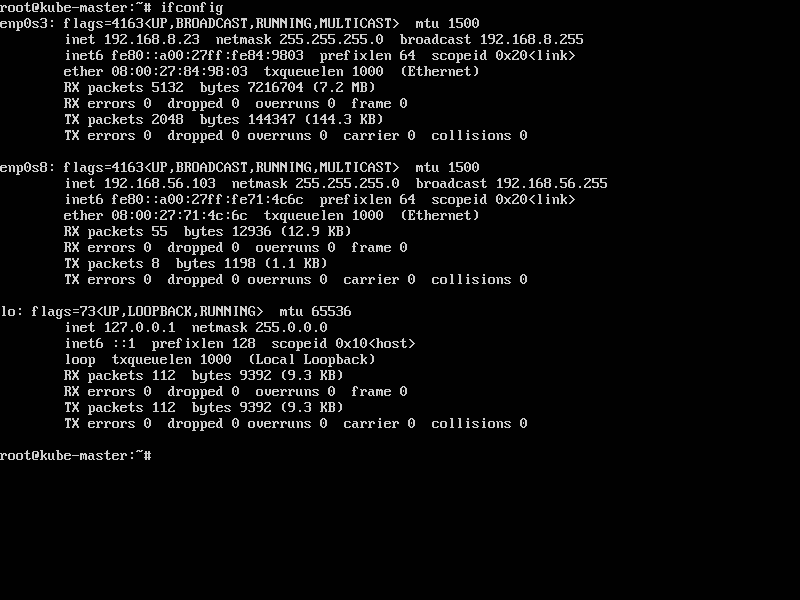 root@kube-master:~# ifconfig
enp0s3: flags=4163<UP,BROADCAST,RUNNING,MULTICAST>  mtu 1500
        inet 192.168.8.23  netmask 255.255.255.0  broadcast 192.168.8.255
        inet6 fe80::a00:27ff:fe84:9803  prefixlen 64  scopeid 0x20<link>
        ether 08:00:27:84:98:03  txqueuelen 1000  (Ethernet)
        RX packets 5132  bytes 7216704 (7.2 MB)
        RX errors 0  dropped 0  overruns 0  frame 0
        TX packets 2048  bytes 144347 (144.3 KB)
        TX errors 0  dropped 0 overruns 0  carrier 0  collisions 0

enp0s8: flags=4163<UP,BROADCAST,RUNNING,MULTICAST>  mtu 1500
        inet 192.168.56.103  netmask 255.255.255.0  broadcast 192.168.56.255
        inet6 fe80::a00:27ff:fe71:4c6c  prefixlen 64  scopeid 0x20<link>
        ether 08:00:27:71:4c:6c  txqueuelen 1000  (Ethernet)
        RX packets 55  bytes 12936 (12.9 KB)
        RX errors 0  dropped 0  overruns 0  frame 0
        TX packets 8  bytes 1198 (1.1 KB)
        TX errors 0  dropped 0 overruns 0  carrier 0  collisions 0

lo: flags=73<UP,LOOPBACK,RUNNING>  mtu 65536
        inet 127.0.0.1  netmask 255.0.0.0
        inet6 ::1  prefixlen 128  scopeid 0x10<host>
        loop  txqueuelen 1000  (Local Loopback)
        RX packets 112  bytes 9392 (9.3 KB)
        RX errors 0  dropped 0  overruns 0  frame 0
        TX packets 112  bytes 9392 (9.3 KB)
        TX errors 0  dropped 0 overruns 0  carrier 0  collisions 0

root@kube-master:~#